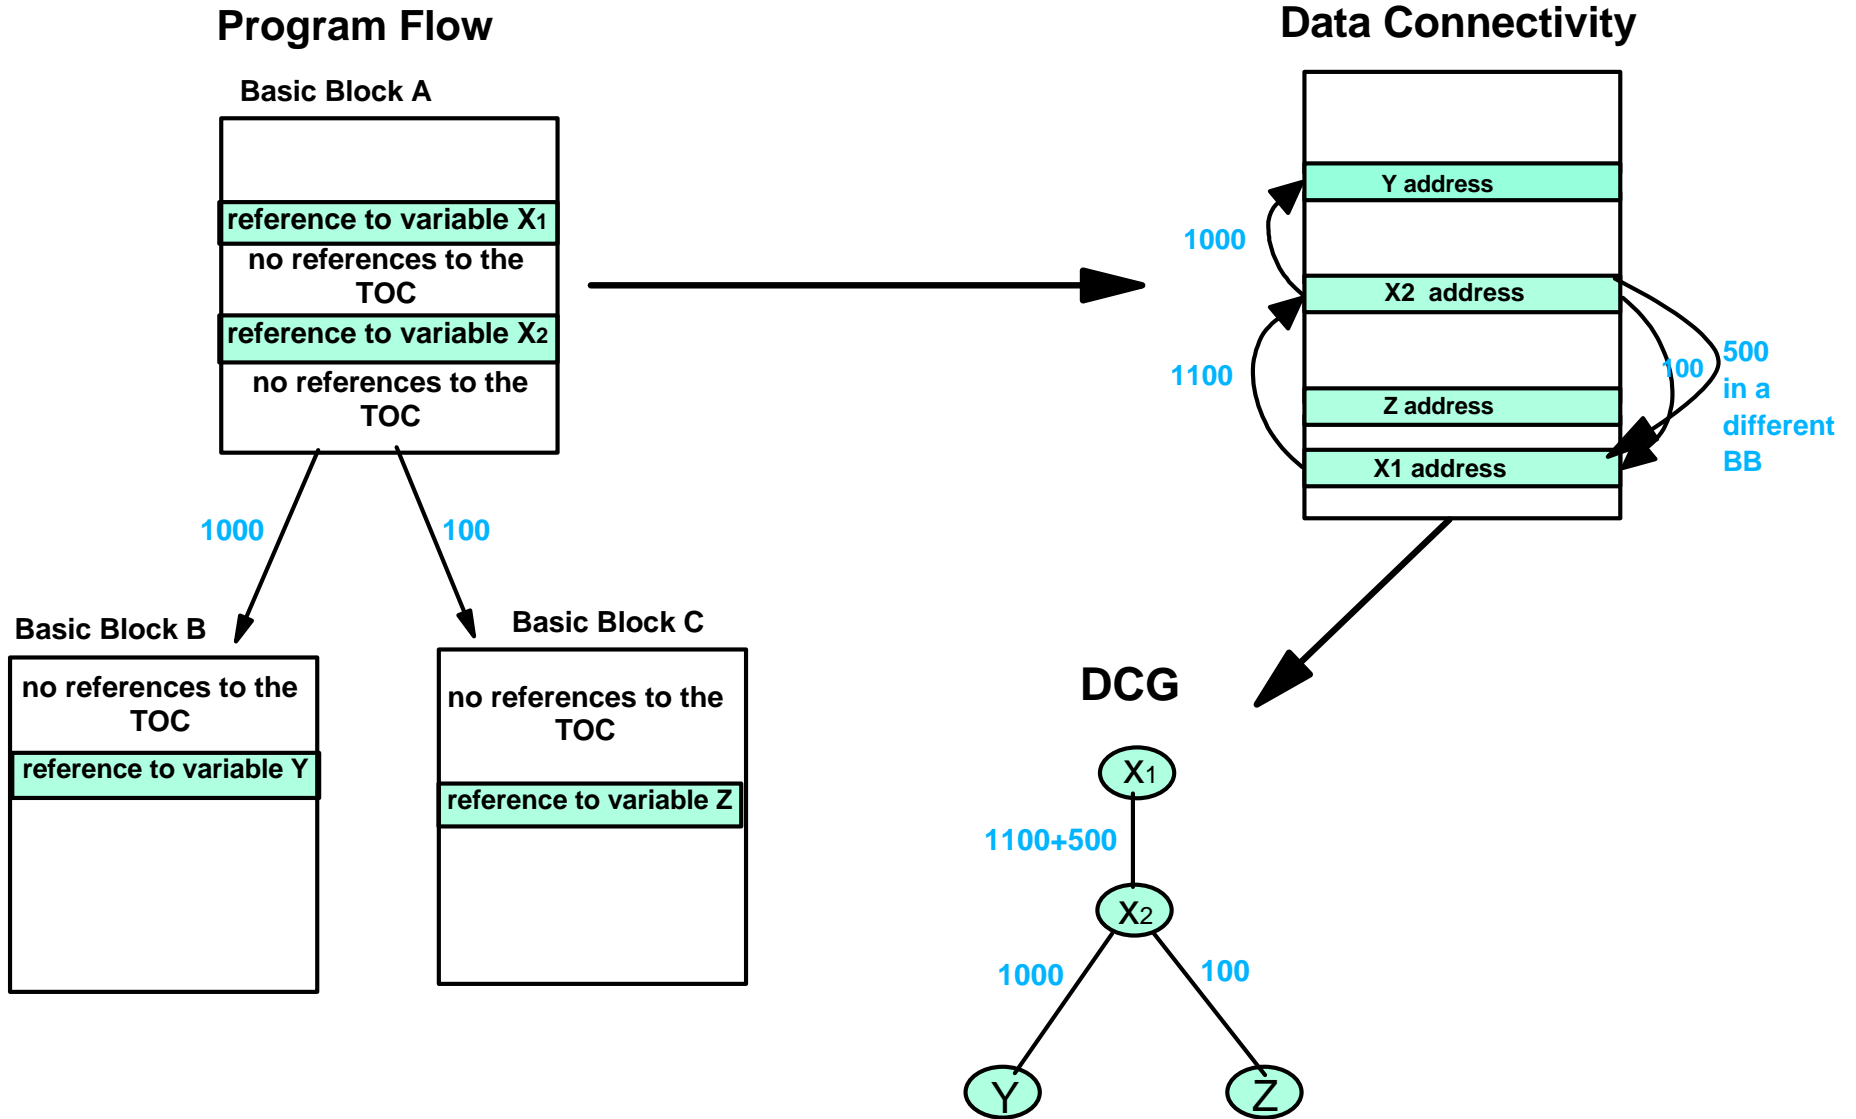 Program Flow
Basic Block A
reference to variable X1
no references to the
TOC
reference to variable X2
no references to the
TOC
1000
100
Basic Block B
no references to the
TOC
reference to variable Y
Basic Block C
no references to the
TOC
reference to variable Z
Data Connectivity
Y address
1000
X2 address
1100
Z address
X1 address
100
500
in a
different
BB
DCG
X1
1100+500
X2
1000
100
Y
Z